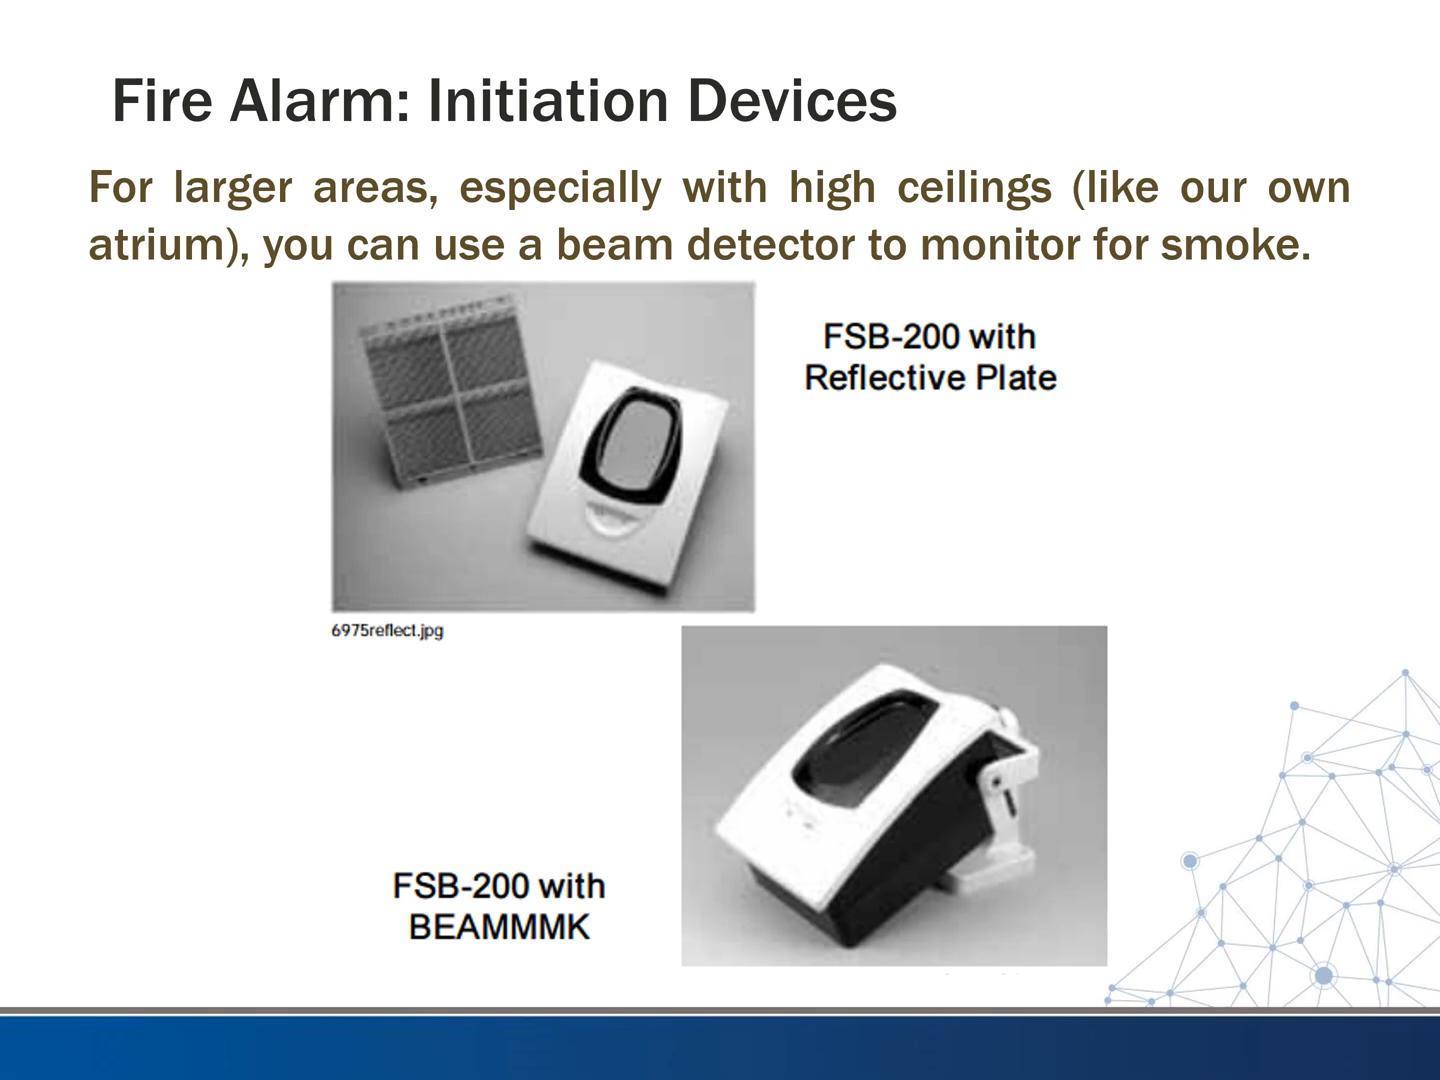 Fire Alarm: Initiation Devices
For larger areas, especially with high ceilings (like our own
atrium), you can use a beam detector to monitor for smoke.
FSB-200 with
Reflective Plate
6975reflect.jpg
FSB-200 with
BEAMMMK